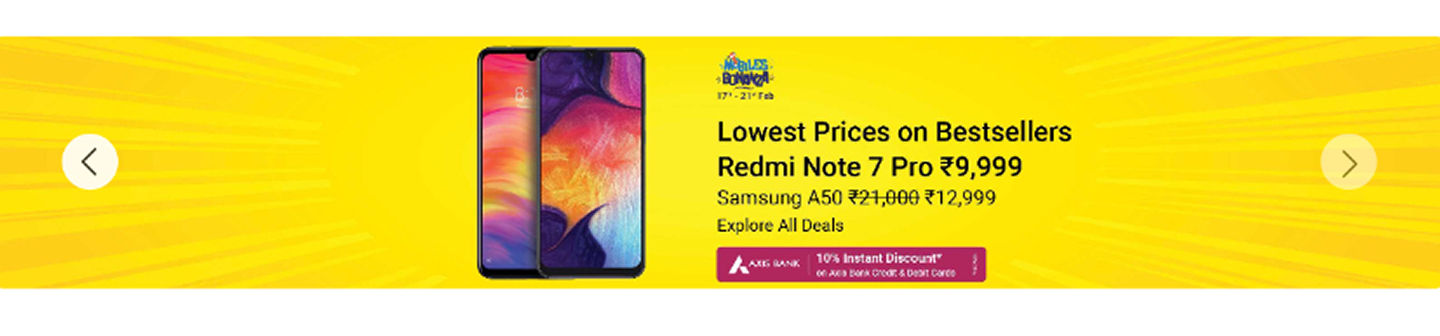 MOBILES
BONANZA
17th - 21st Feb
Lowest Prices on Bestsellers
Redmi Note 7 Pro ₹9,999
Samsung A50 ₹21,000 ₹12,999
Explore All Deals
AXIS BANK
10% Instant Discount*
on Axis Bank Credit & Debit Cards